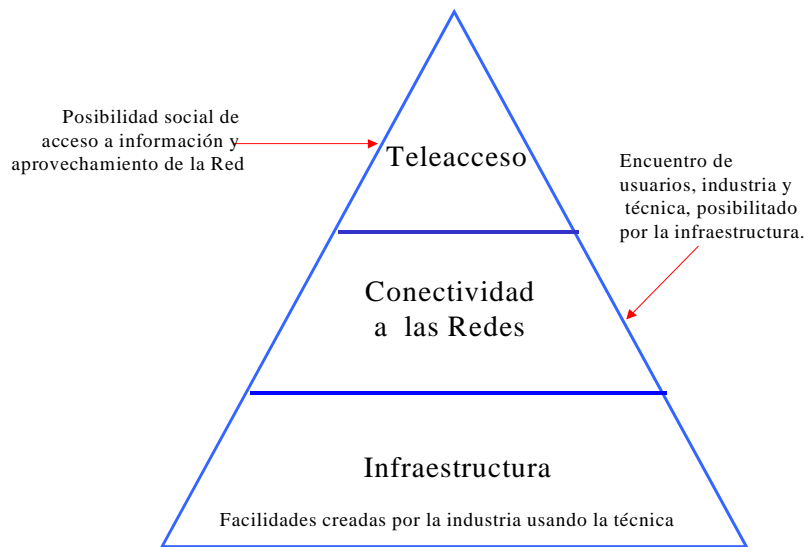 Posibilidad social de
acceso a información y
aprovechamiento de la Red
Teleacceso
Encuentro de
usuarios, industria y
técnica, posibilitado
por la infraestructura.
Conectividad
a las Redes
Infraestructura
Facilidades creadas por la industria usando la técnica